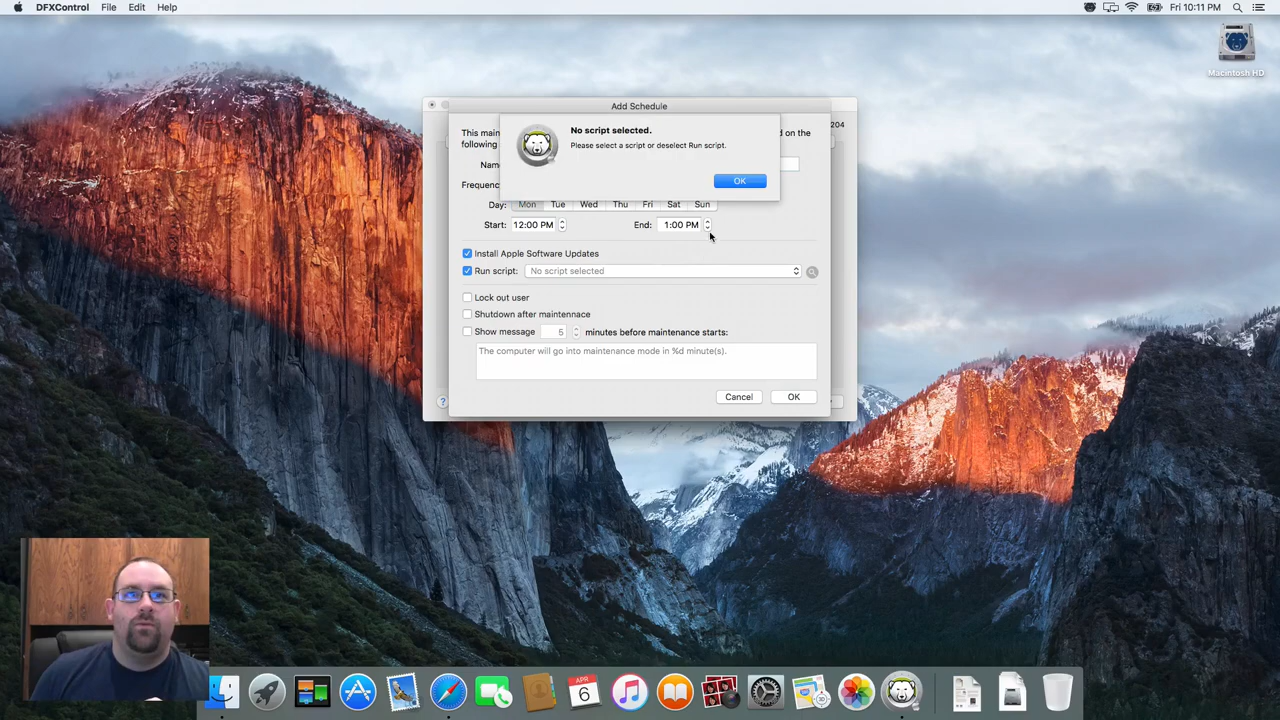 DFXControl File Edit Help
Fri 10:11 PM
Macintosh HD
Add Schedule
204
This main
d on the
following
No script selected.
Please select a script or deselect Run script.
OK
Nam
Frequenc
Day: Mon Tue Wed Thu Fri Sat Sun
Start: 12:00 PM End: 1:00 PM
Install Apple Software Updates
Run script: No script selected
Lock out user
Shutdown after maintennace
Show message 5 minutes before maintenance starts:
The computer will go into maintenance mode in %d minute(s).
?
Cancel OK
APR
6